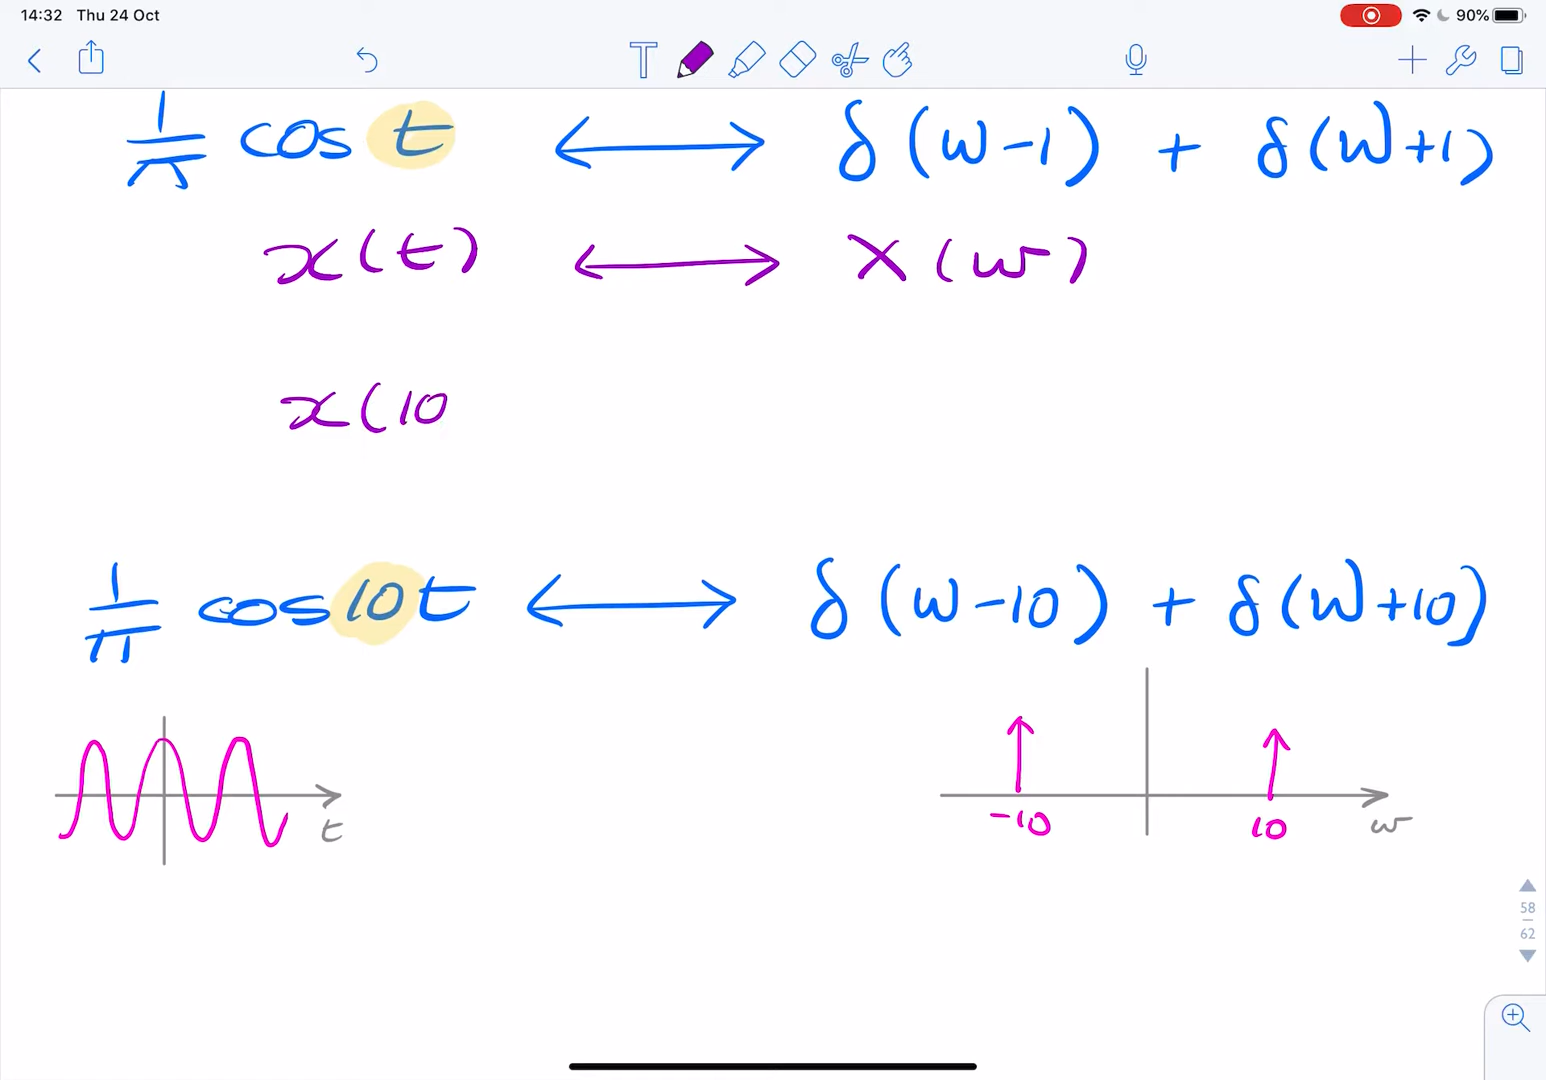 14:32 Thu 24 Oct 90%
T
1/π cos t ⟷ δ(ω-1) + δ(ω+1)
x(t) ⟷ X(ω)
x(10
1/π cos 10t ⟷ δ(ω-10) + δ(ω+10)
t
-10 10 ω
58
62